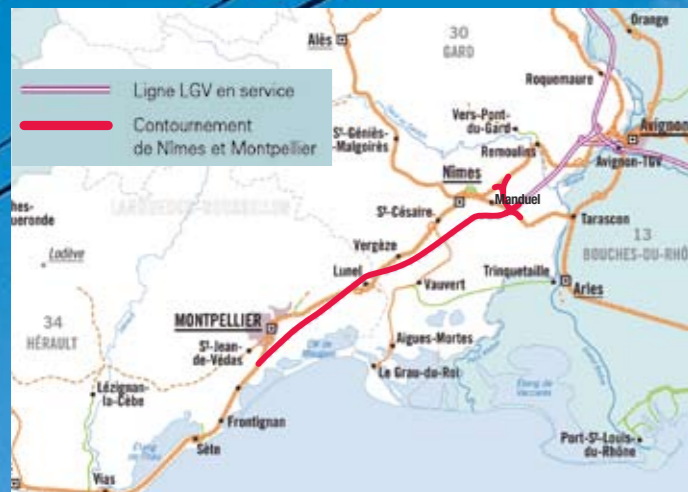 30
GARD
Orange
Alès
Roquemaure
Ligne LGV en service
Contournement
de Nîmes et Montpellier
Sᵗ-Géniès-
-Malgoirès
Vers-Pont-
du-Gard
Remoulins
Avignon
Avignon-TGV
Nîmes
Manduel
Sᵗ-Césaire
Tarascon
13
BOUCHES-DU-RHÔ
Lodève
Vergèze
Lunel
Vauvert
Trinquetaille
Arles
34
HÉRAULT
MONTPELLIER
Sᵗ-Jean-
de-Védas
Aigues-Mortes
Le Grau-du-Roi
Lézignan-
la-Cèbe
Frontignan
Sète
Vias
Port-Sᵗ-Louis-
du-Rhône